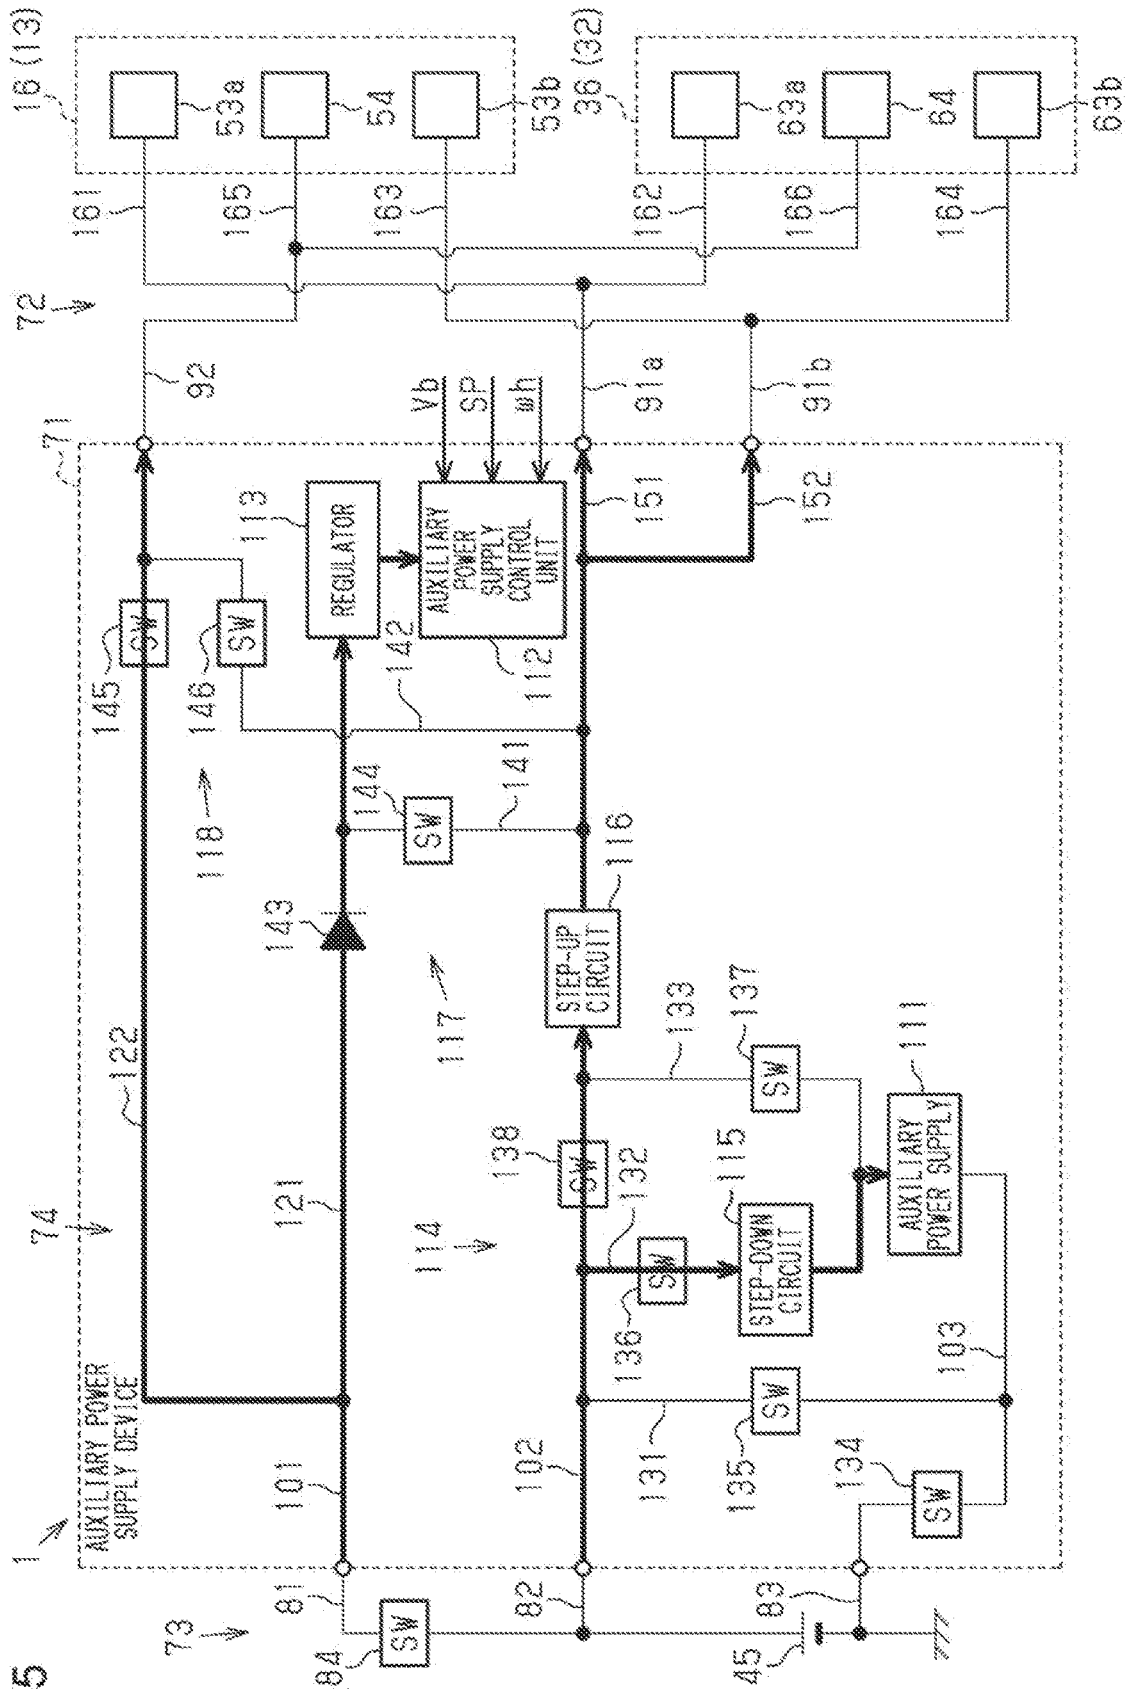 5
1
73
81
84
SW
82
83
45
AUXILIARY POWER
SUPPLY DEVICE
74
71
101
102
103
121
122
114
131
132
133
134
SW
135
SW
136
SW
137
SW
138
SW
115
STEP-DOWN
CIRCUIT
111
AUXILIARY
POWER SUPPLY
116
STEP-UP
CIRCUIT
117
118
143
144
SW
141
142
145
SW
146
SW
113
REGULATOR
112
AUXILIARY
POWER
SUPPLY
CONTROL
UNIT
Vb
SP
ωh
151
152
92
91a
91b
72
161
165
163
162
166
164
16 (13)
53a
54
53b
36 (32)
63a
64
63b